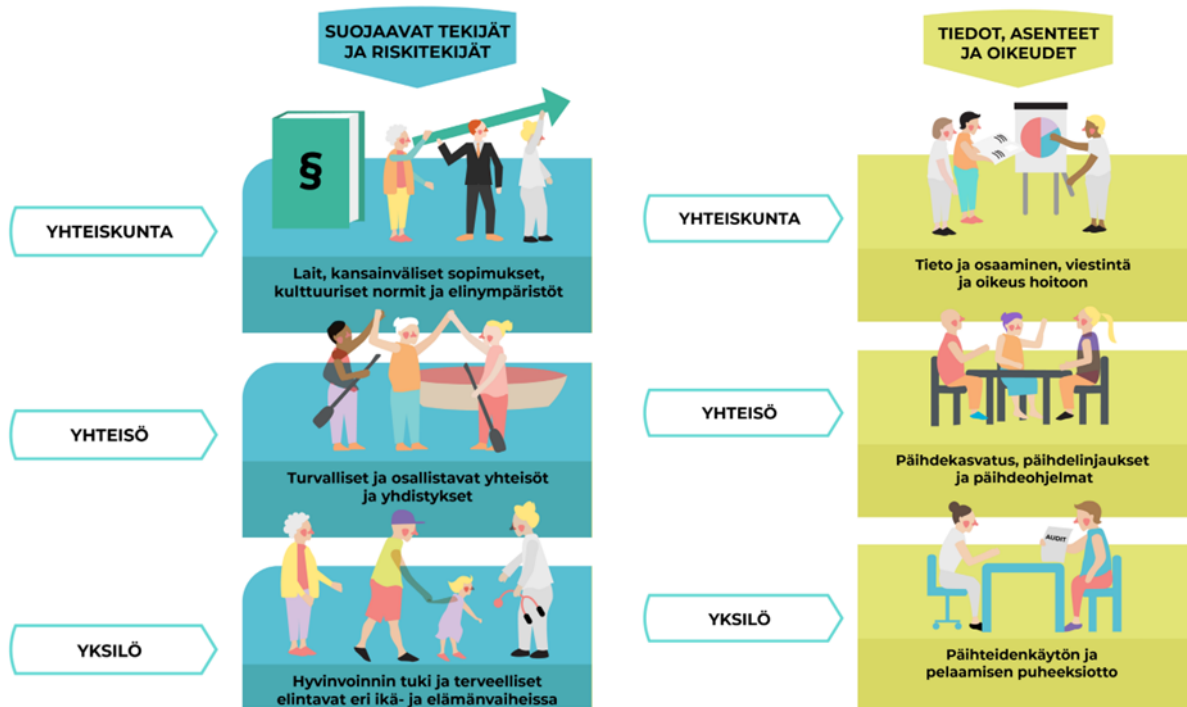 SUOJAAVAT TEKIJÄT
JA RISKITEKIJÄT
§
YHTEISKUNTA
Lait, kansainväliset sopimukset,
kulttuuriset normit ja elinympäristöt
YHTEISÖ
Turvalliset ja osallistavat yhteisöt
ja yhdistykset
YKSILÖ
Hyvinvoinnin tuki ja terveelliset
elintavat eri ikä- ja elämänvaiheissa
TIEDOT, ASENTEET
JA OIKEUDET
YHTEISKUNTA
Tieto ja osaaminen, viestintä
ja oikeus hoitoon
YHTEISÖ
Päihdekasvatus, päihdelinjaukset
ja päihdeohjelmat
AUDIT
YKSILÖ
Päihteidenkäytön ja
pelaamisen puheeksiotto